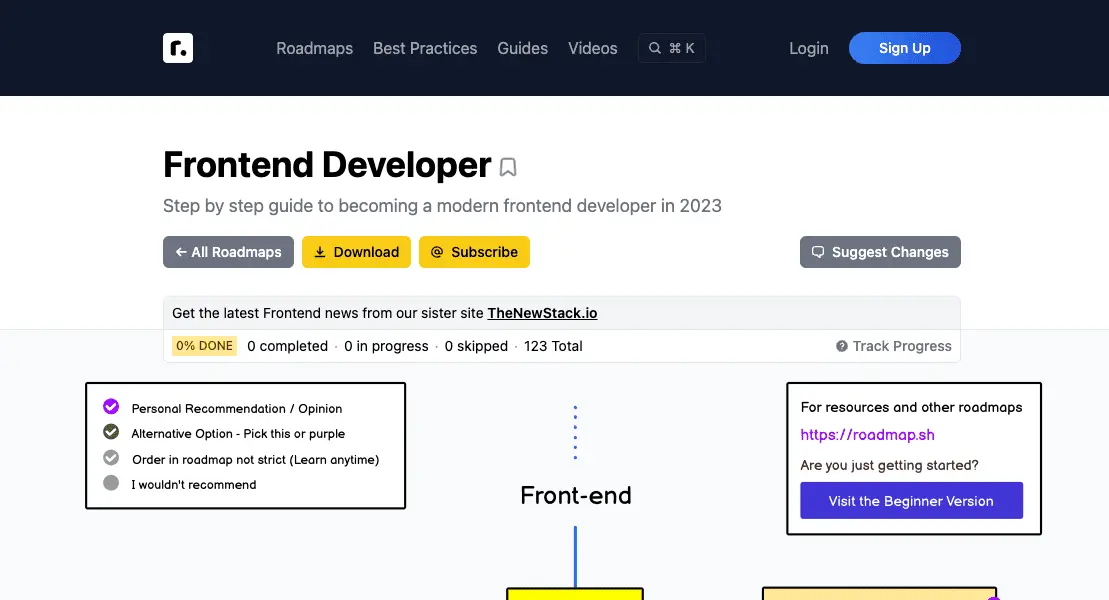 r.
Roadmaps Best Practices Guides Videos ⌘ K Login Sign Up
Frontend Developer
Step by step guide to becoming a modern frontend developer in 2023
← All Roadmaps Download Subscribe Suggest Changes
Get the latest Frontend news from our sister site TheNewStack.io
0% DONE 0 completed · 0 in progress · 0 skipped · 123 Total Track Progress
Personal Recommendation / Opinion
Alternative Option - Pick this or purple
Order in roadmap not strict (Learn anytime)
I wouldn't recommend
Front-end
For resources and other roadmaps
https://roadmap.sh
Are you just getting started?
Visit the Beginner Version